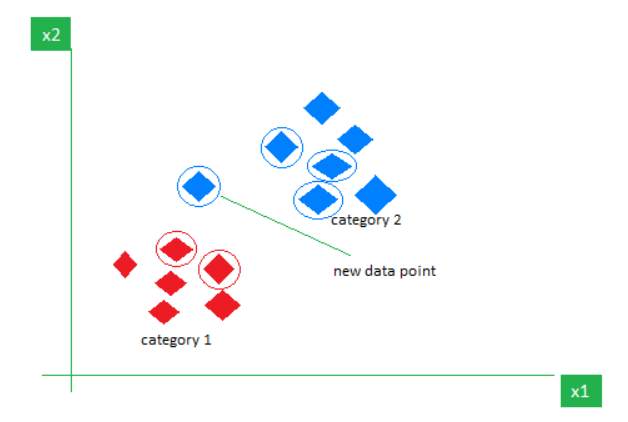 x2
category 2
new data point
category 1
x1